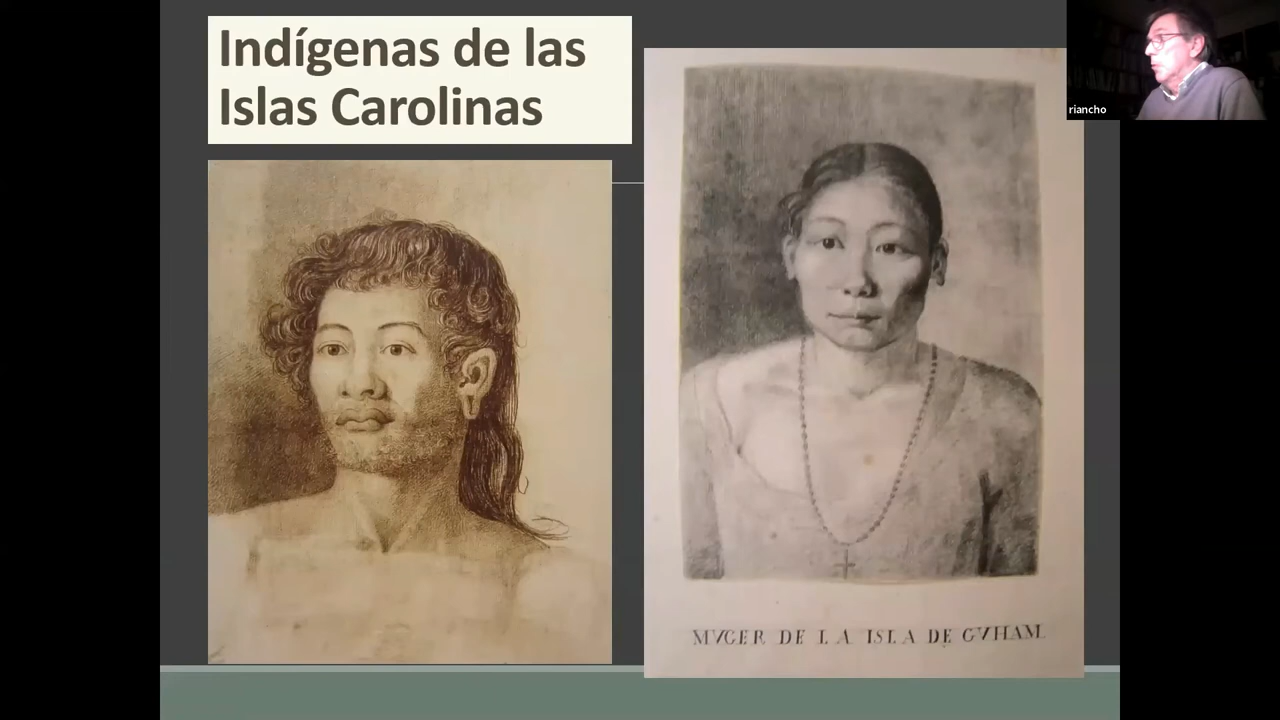 Indígenas de las
Islas Carolinas
riancho
MVGER DE LA ISLA DE GVHAM